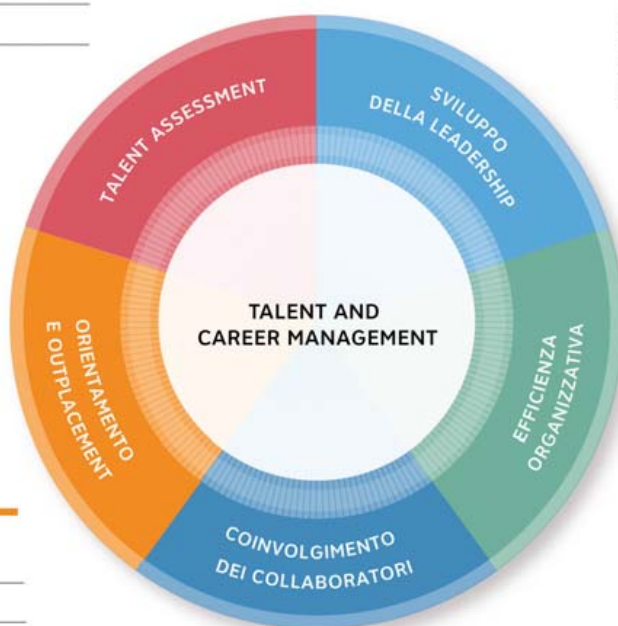 TALENT ASSESSMENT
SVILUPPO
DELLA LEADERSHIP
EFFICIENZA
ORGANIZZATIVA
COINVOLGIMENTO
DEI COLLABORATORI
ORIENTAMENTO
E OUTPLACEMENT
TALENT AND
CAREER MANAGEMENT